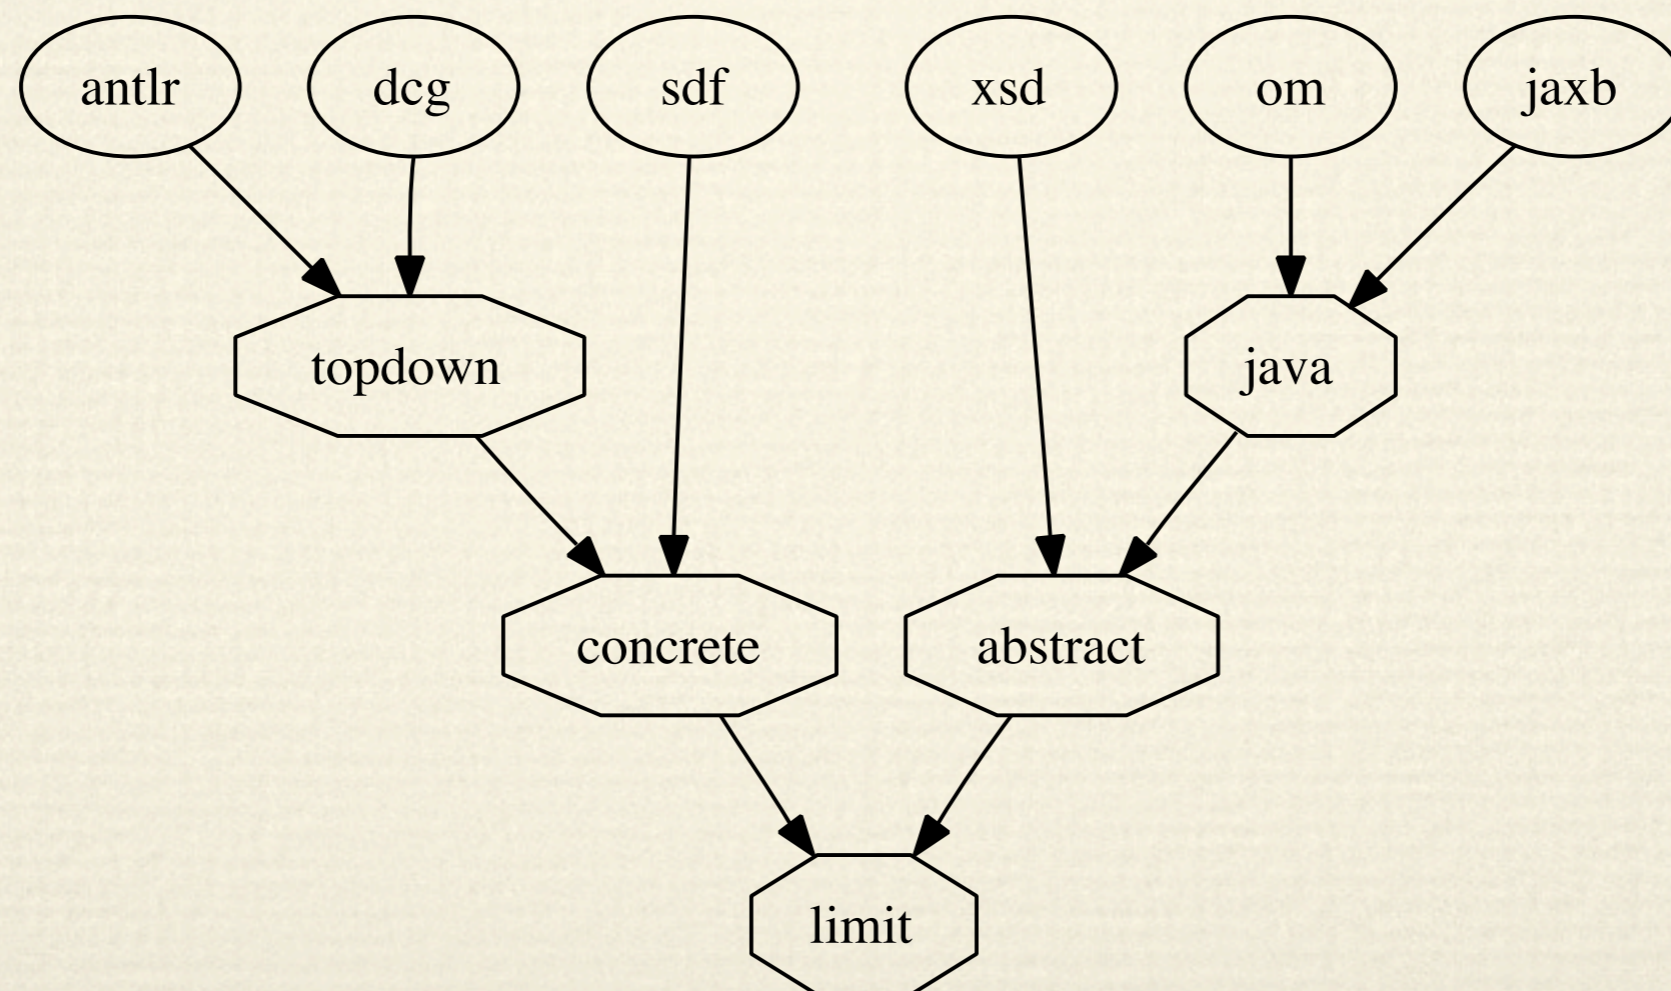 antlr
dcg
sdf
xsd
om
jaxb
topdown
java
concrete
abstract
limit